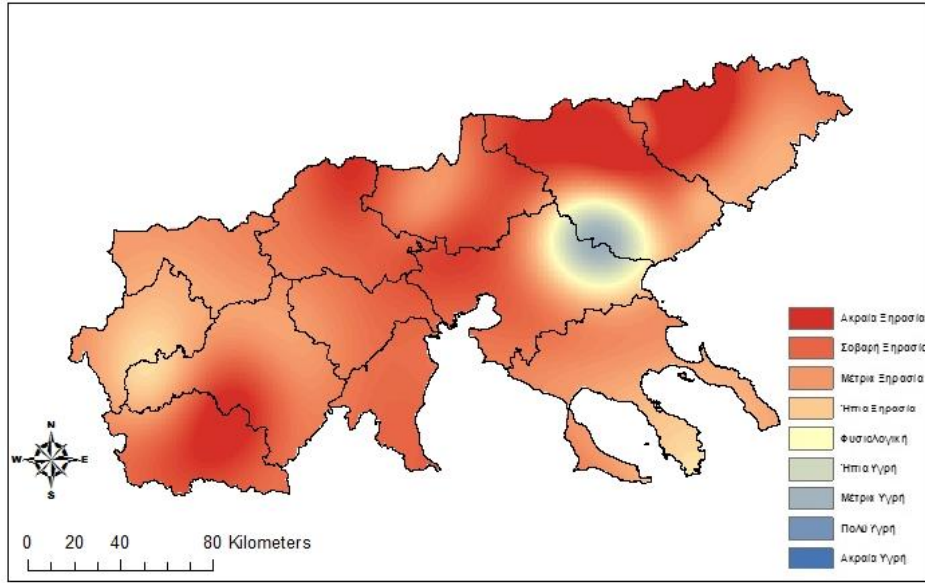 Ακραία Ξηρασία
Σοβαρή Ξηρασία
Μέτρια Ξηρασία
Ήπια Ξηρασία
Φυσιολογική
Ήπια Υγρή
Μέτρια Υγρή
Πολύ Υγρή
Ακραία Υγρή
N
W E
S
0 20 40 80 Kilometers